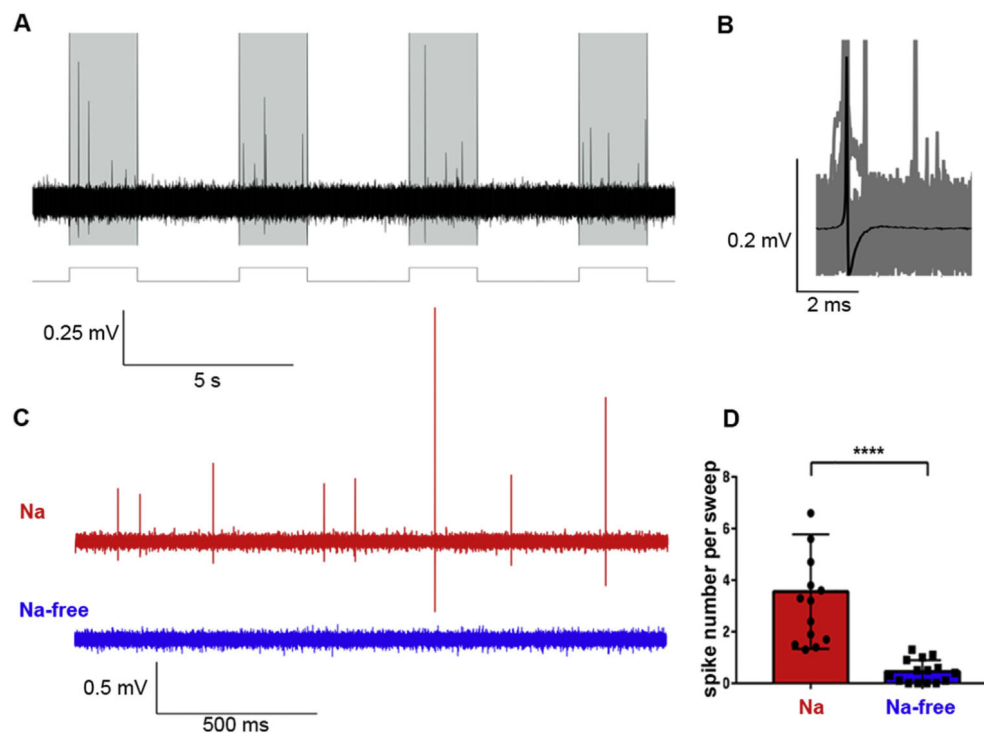 A
B
0.2 mV
2 ms
0.25 mV
5 s
C
D
Na
Na-free
0.5 mV
500 ms
****
spike number per sweep
8
6
4
2
0
Na
Na-free